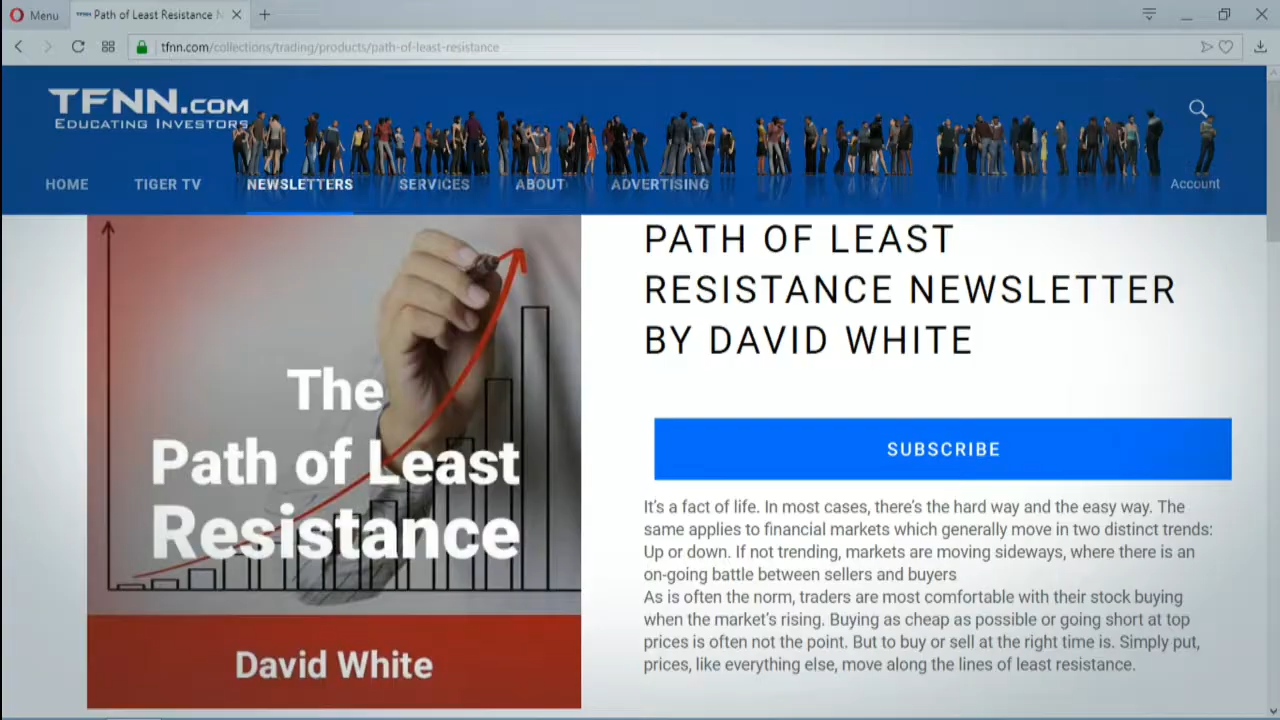 Menu
Path of Least Resistance N
tfnn.com/collections/trading/products/path-of-least-resistance
TFNN.COM
EDUCATING INVESTORS
HOME
TIGER TV
NEWSLETTERS
SERVICES
ABOUT
ADVERTISING
Account
The
Path of Least
Resistance
David White
PATH OF LEAST
RESISTANCE NEWSLETTER
BY DAVID WHITE
SUBSCRIBE
It's a fact of life. In most cases, there's the hard way and the easy way. The
same applies to financial markets which generally move in two distinct trends:
Up or down. If not trending, markets are moving sideways, where there is an
on-going battle between sellers and buyers
As is often the norm, traders are most comfortable with their stock buying
when the market's rising. Buying as cheap as possible or going short at top
prices is often not the point. But to buy or sell at the right time is. Simply put,
prices, like everything else, move along the lines of least resistance.